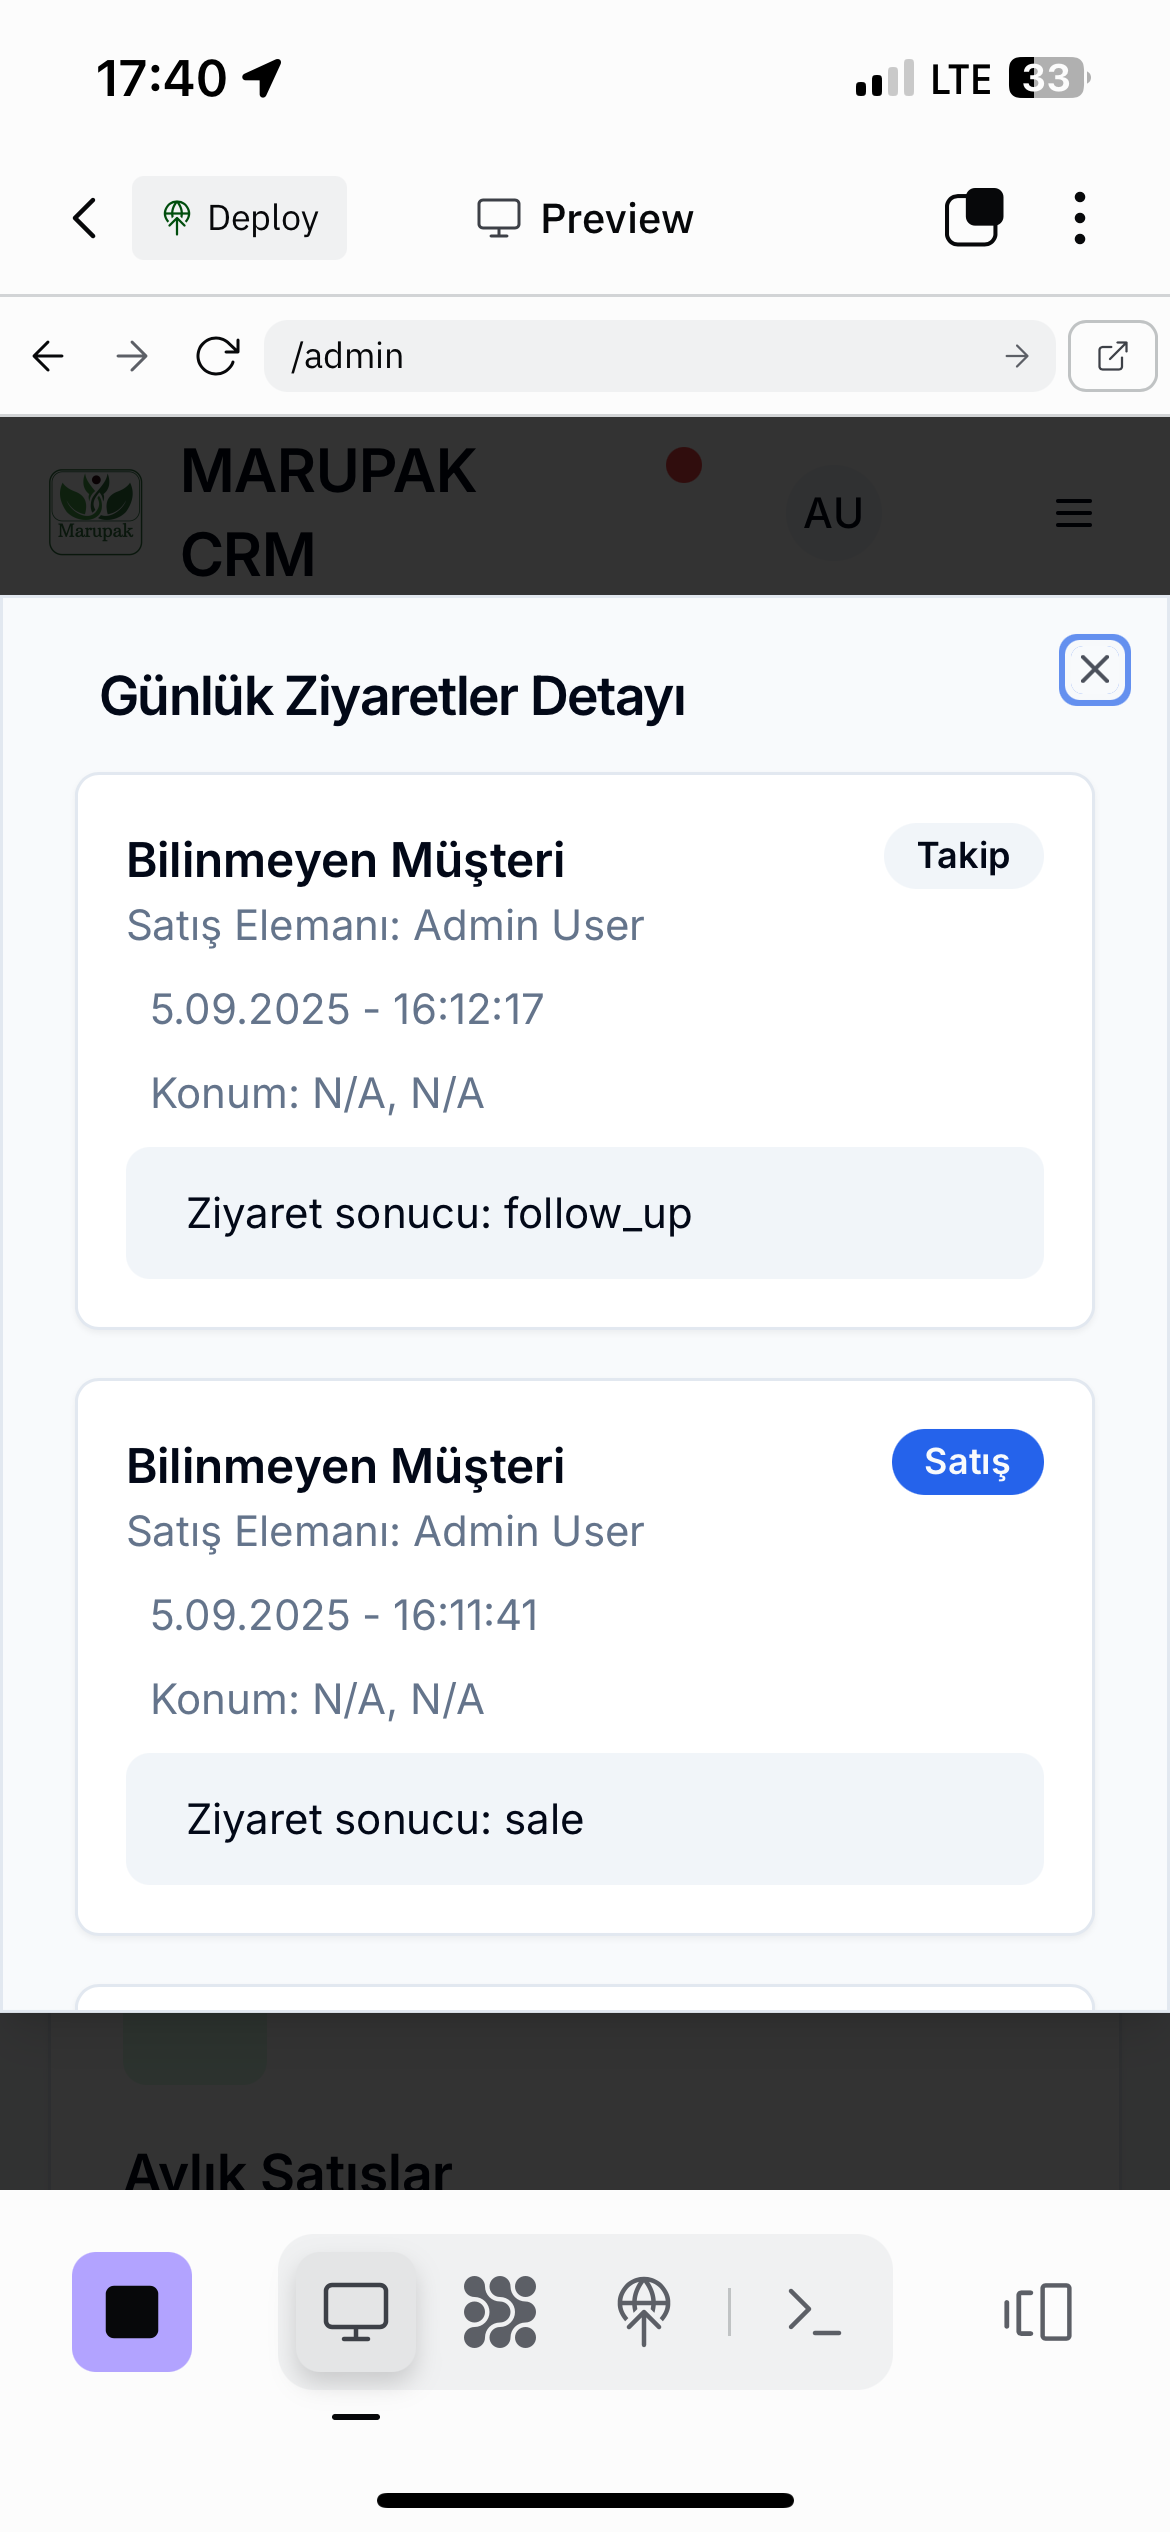 17:40
LTE
33
Deploy
Preview
/admin
Marupak
MARUPAK
CRM
AU
Günlük Ziyaretler Detayı
Bilinmeyen Müşteri
Takip
Satış Elemanı: Admin User
5.09.2025 - 16:12:17
Konum: N/A, N/A
Ziyaret sonucu: follow_up
Bilinmeyen Müşteri
Satış
Satış Elemanı: Admin User
5.09.2025 - 16:11:41
Konum: N/A, N/A
Ziyaret sonucu: sale
Aylık Satışlar